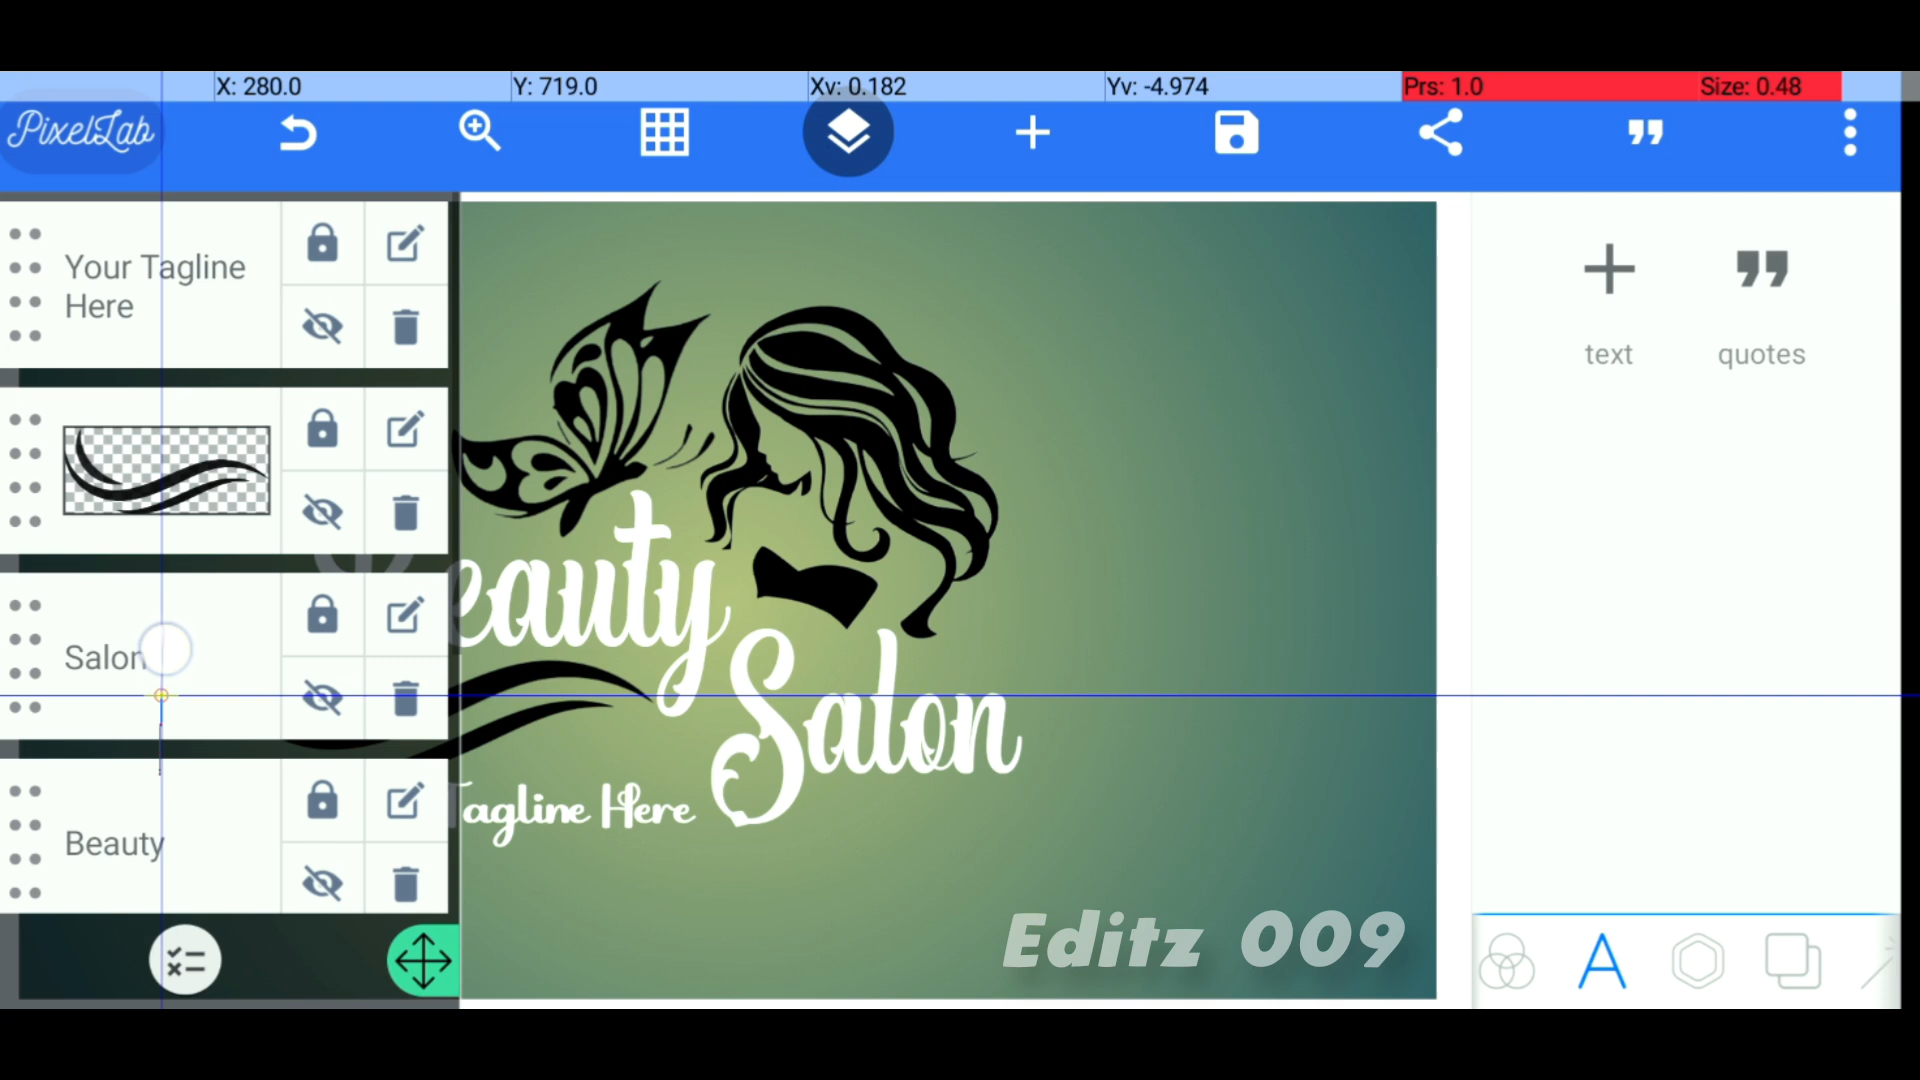 X: 280.0 Y: 719.0 Xv: 0.182 Yv: -4.974 Prs: 1.0 Size: 0.48
PixelLab
Your Tagline
Here
Salon
Beauty
eauty
Salon
Tagline Here
Editz 009
text quotes